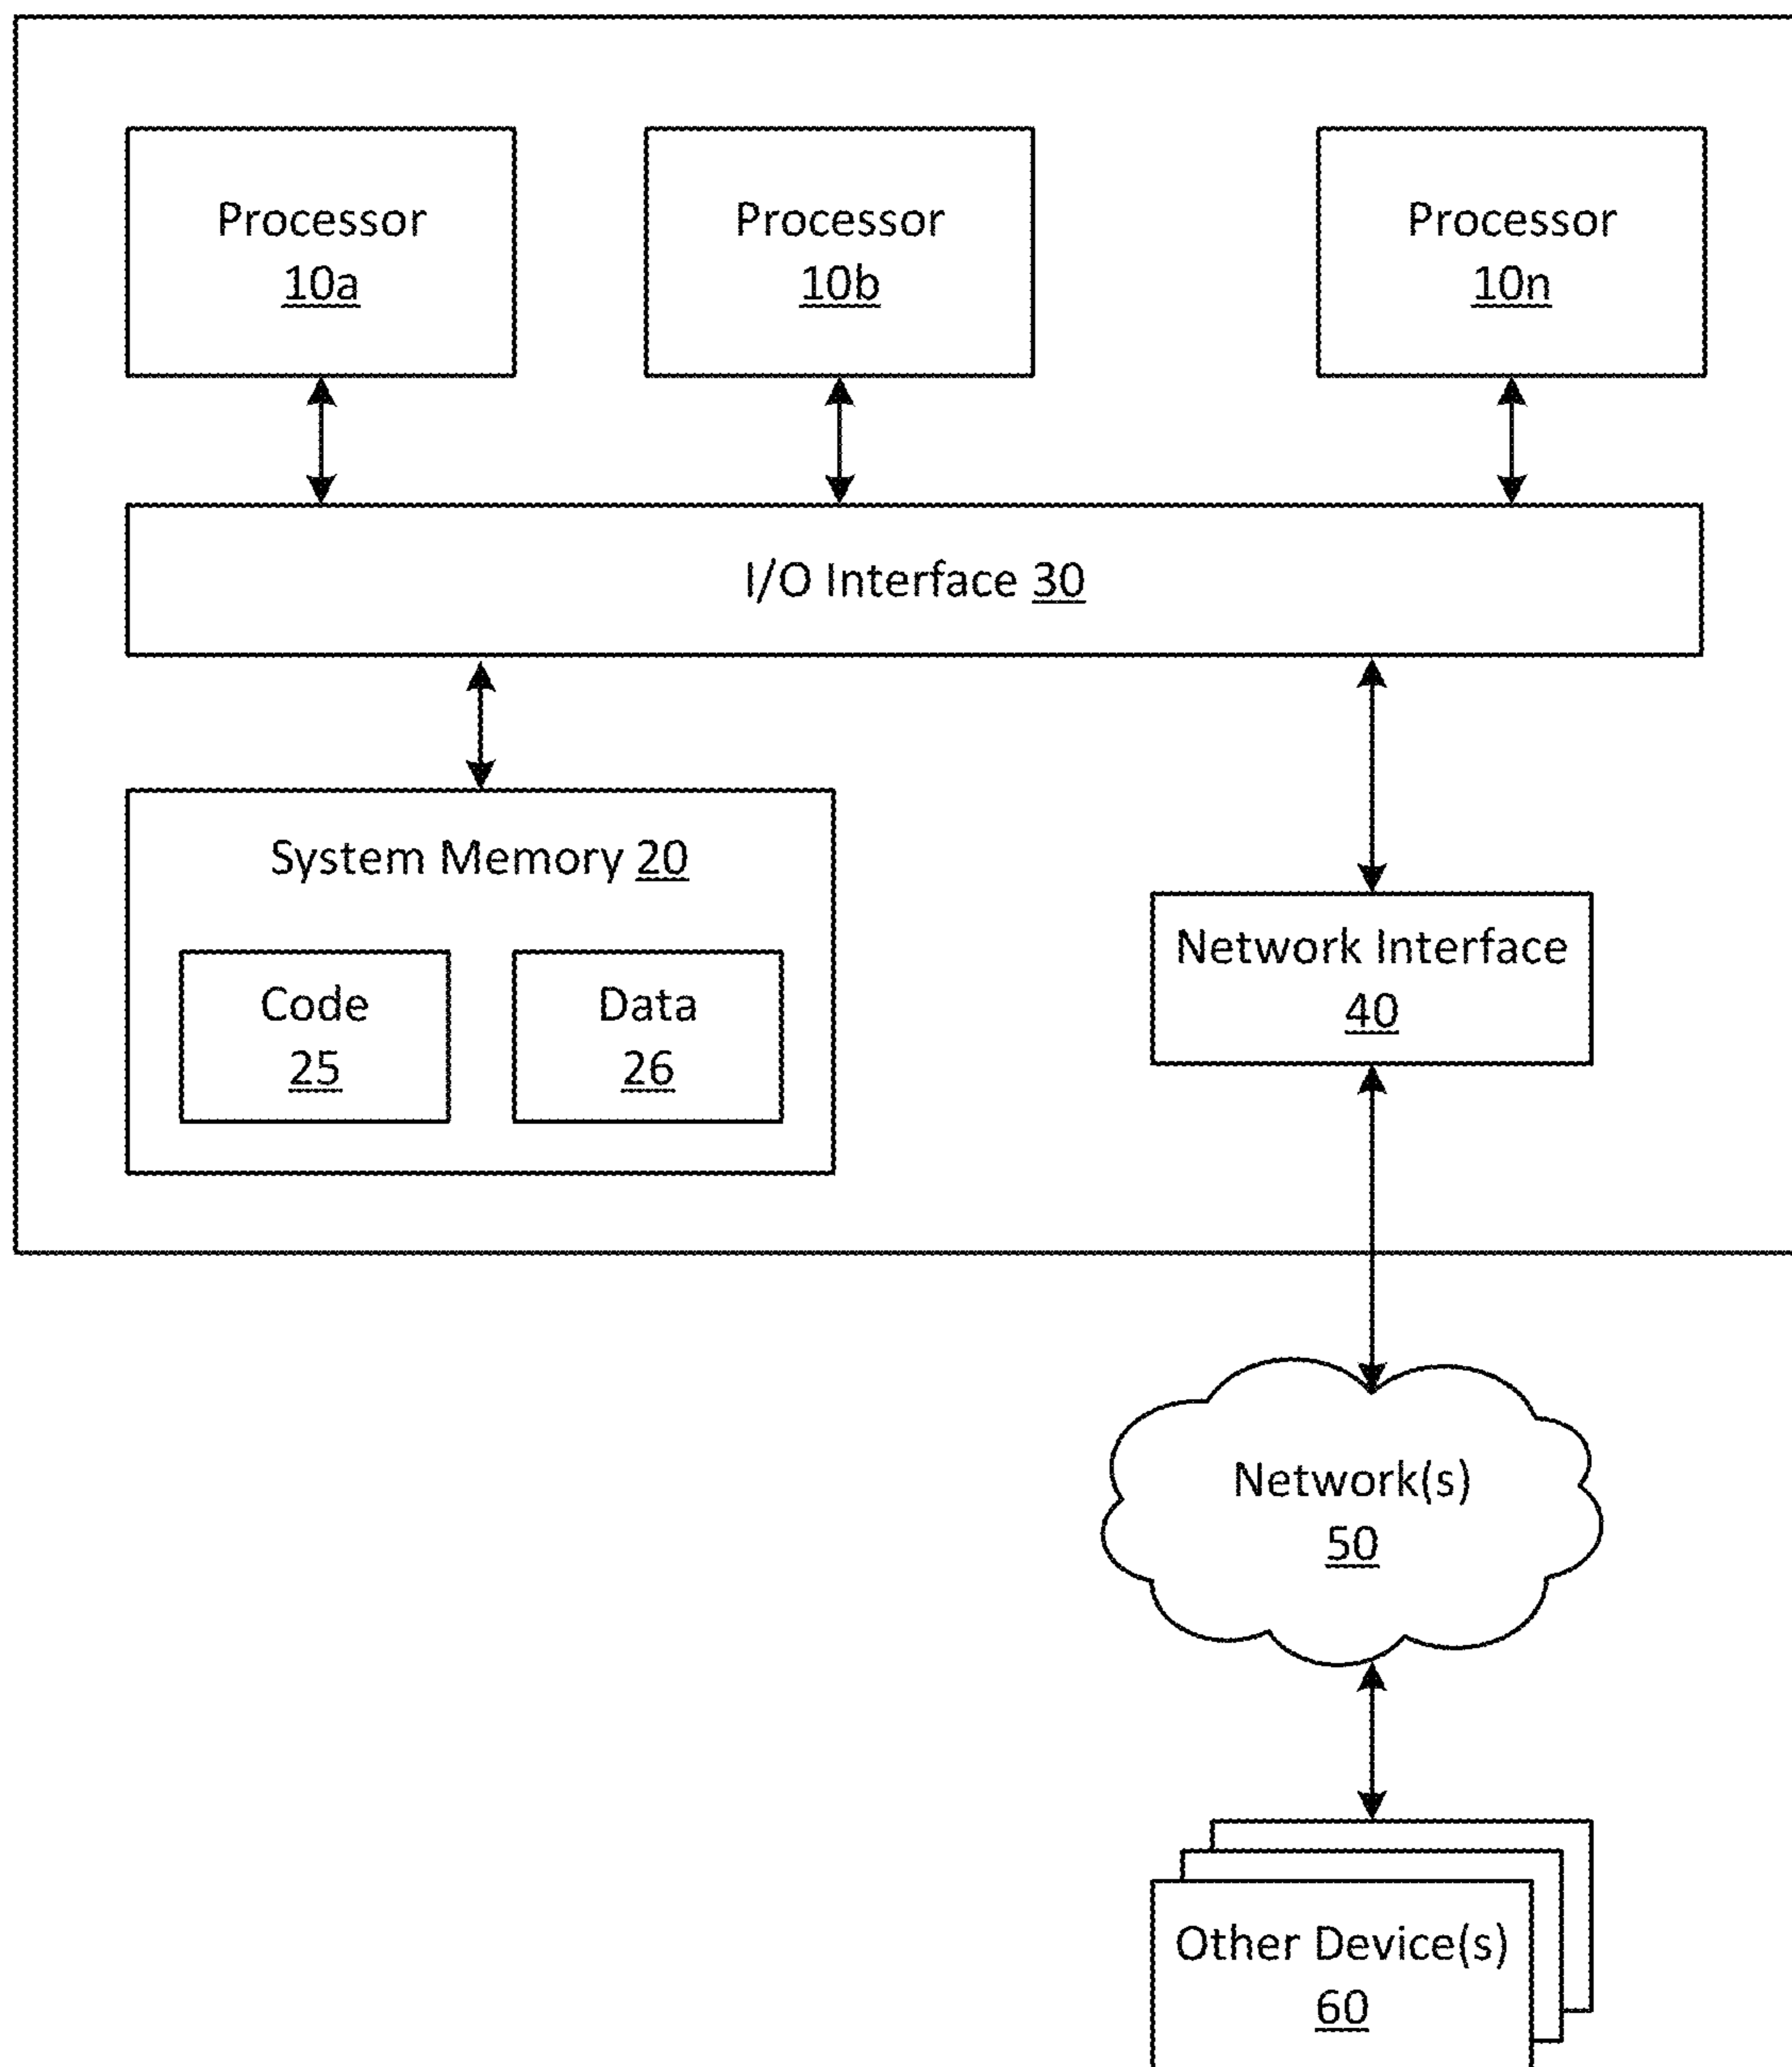 Processor
10a
Processor
10b
Processor
10n
I/O Interface 30
System Memory 20
Code
25
Data
26
Network Interface
40
Network(s)
50
Other Device(s)
60